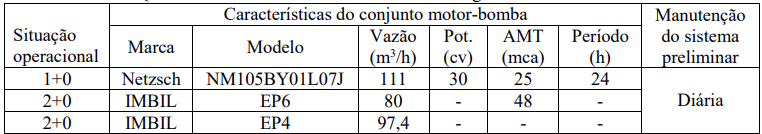 Situação operacional Características do conjunto motor-bomba Manutenção do sistema preliminar
Marca Modelo Vazão (m³/h) Pot. (cv) AMT (mca) Período (h)
1+0 Netzsch NM105BY01L07J 111 30 25 24 Diária
2+0 IMBIL EP6 80 - 48 -
2+0 IMBIL EP4 97,4 - - -